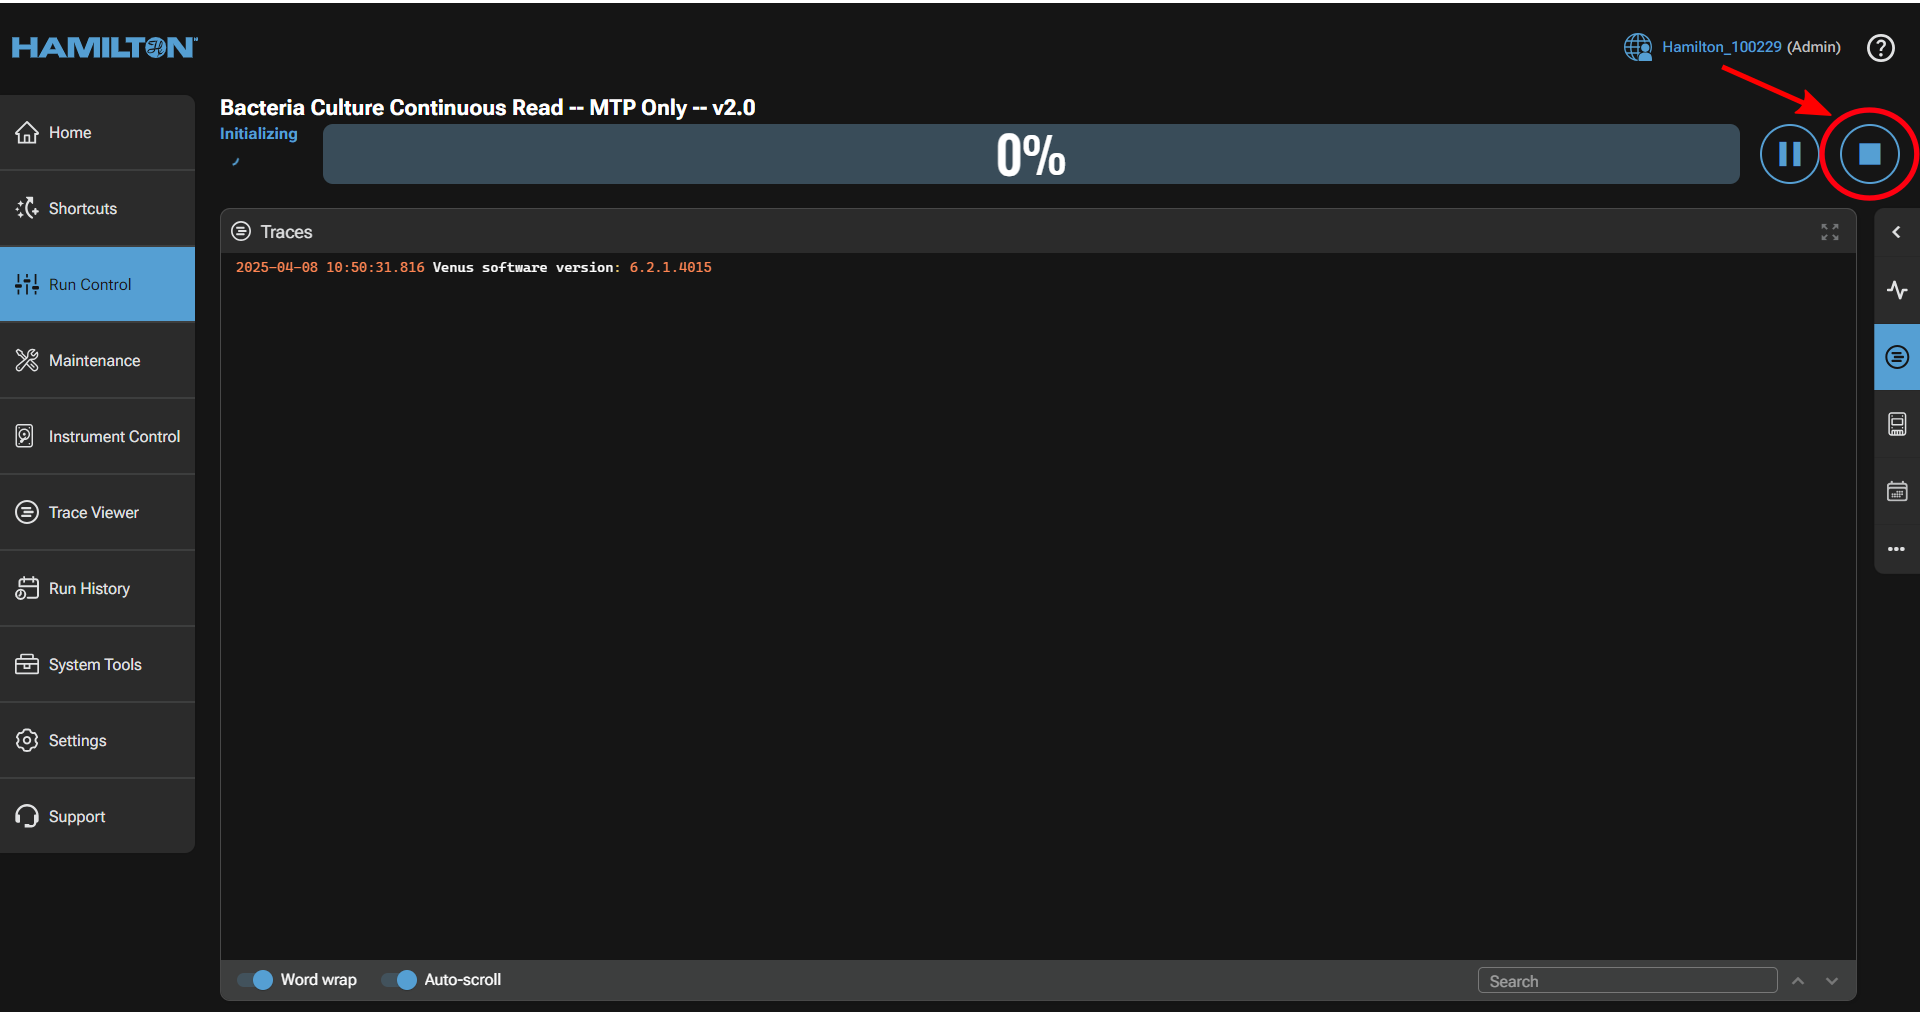 HAMILTON
Hamilton_100229 (Admin)
Bacteria Culture Continuous Read -- MTP Only -- v2.0
Initializing
0%
Home
Shortcuts
Run Control
Maintenance
Instrument Control
Trace Viewer
Run History
System Tools
Settings
Support
Traces
2025-04-08 10:50:31.816 Venus software version: 6.2.1.4015
Word wrap
Auto-scroll
Search